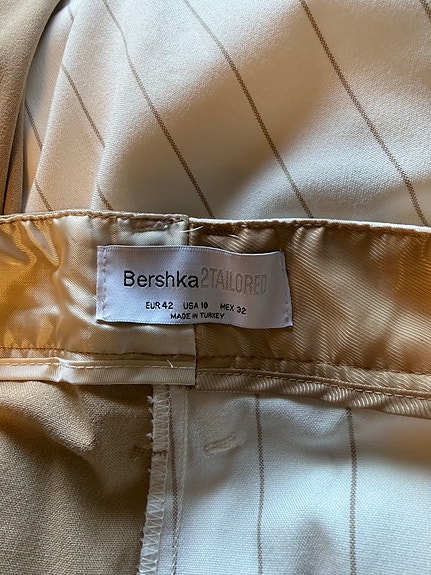 Bershka2TAILORED
EUR 42 USA 10 MEX 32
MADE IN TURKEY